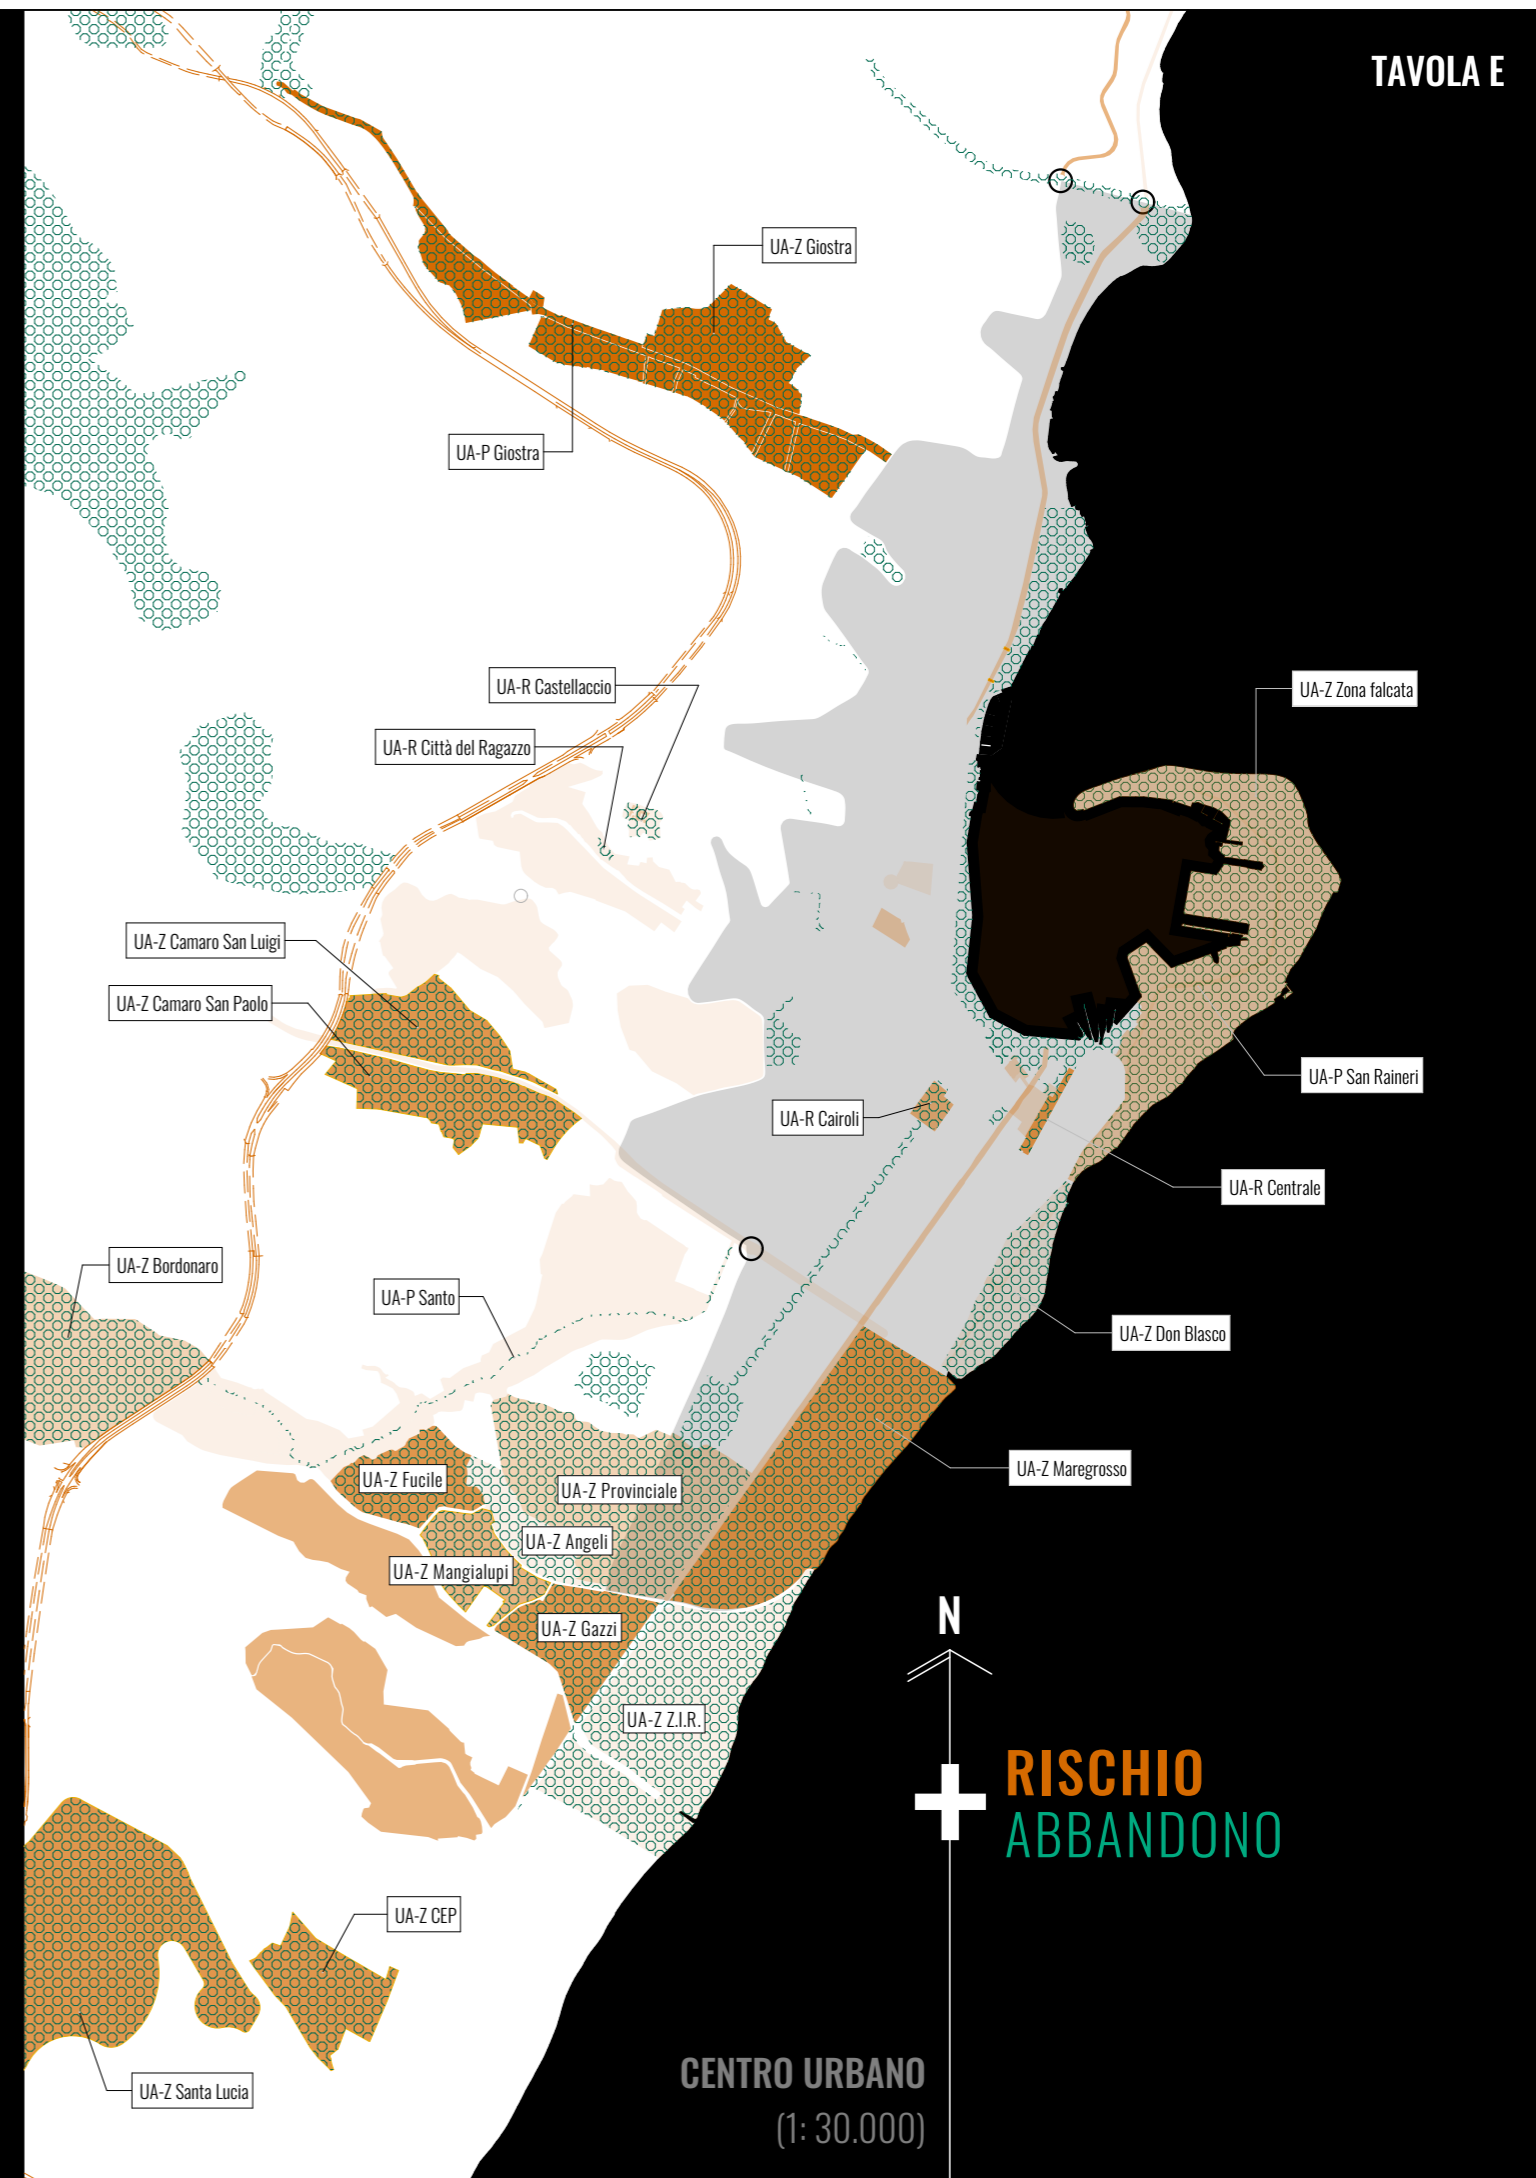 TAVOLA E
UA-Z Giostra
UA-P Giostra
UA-R Castellaccio
UA-Z Zona falcata
UA-R Città del Ragazzo
UA-Z Camaro San Luigi
UA-Z Camaro San Paolo
UA-P San Raineri
UA-R Cairoli
UA-R Centrale
UA-Z Bordonaro
UA-P Santo
UA-Z Don Blasco
UA-Z Maregrosso
UA-Z Fucile
UA-Z Provinciale
UA-Z Angeli
UA-Z Mangialupi
UA-Z Gazzi
N
UA-Z Z.I.R.
RISCHIO
ABBANDONO
UA-Z CEP
UA-Z Santa Lucia
CENTRO URBANO
(1: 30.000)